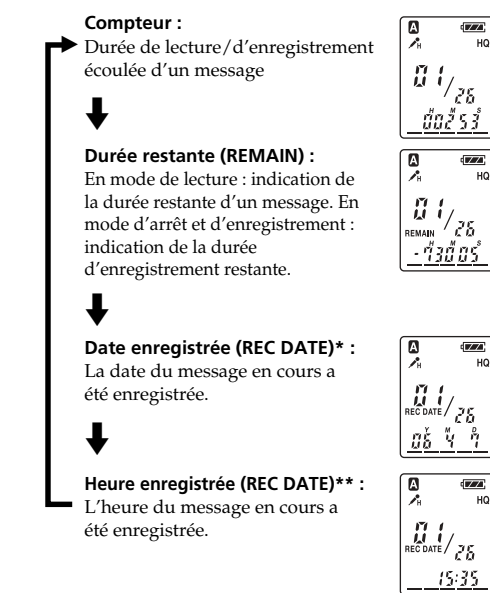 Compteur :
Durée de lecture/d'enregistrement
écoulée d'un message
A
H HQ
01/26
H M S
00253
Durée restante (REMAIN) :
En mode de lecture : indication de
la durée restante d'un message. En
mode d'arrêt et d'enregistrement :
indication de la durée
d'enregistrement restante.
A
H HQ
01/26
REMAIN
H M S
-73005
Date enregistrée (REC DATE)* :
La date du message en cours a
été enregistrée.
A
H HQ
01/26
REC DATE
Y M D
06 4 7
Heure enregistrée (REC DATE)** :
L'heure du message en cours a
été enregistrée.
A
H HQ
01/26
REC DATE
15:35